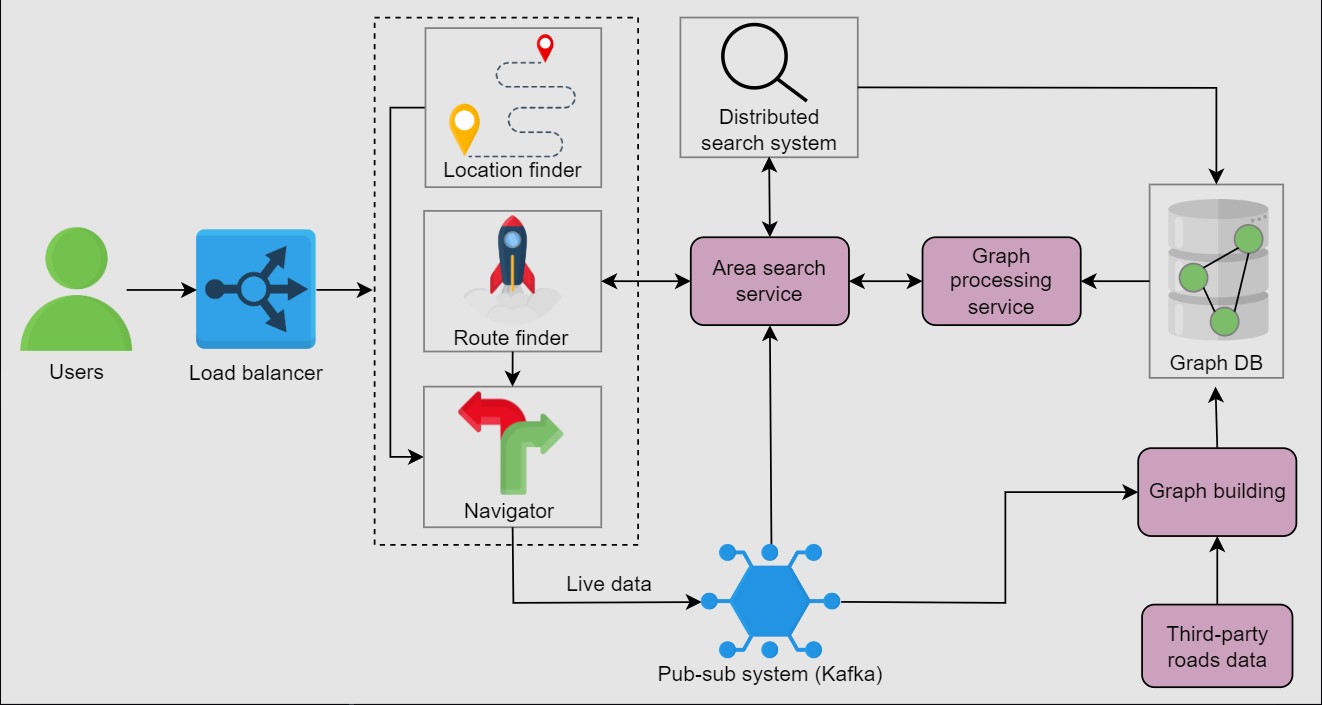 Distributed
search system
Location finder
Users
Load balancer
Route finder
Area search
service
Graph
processing
service
Graph DB
Navigator
Graph building
Live data
Third-party
roads data
Pub-sub system (Kafka)